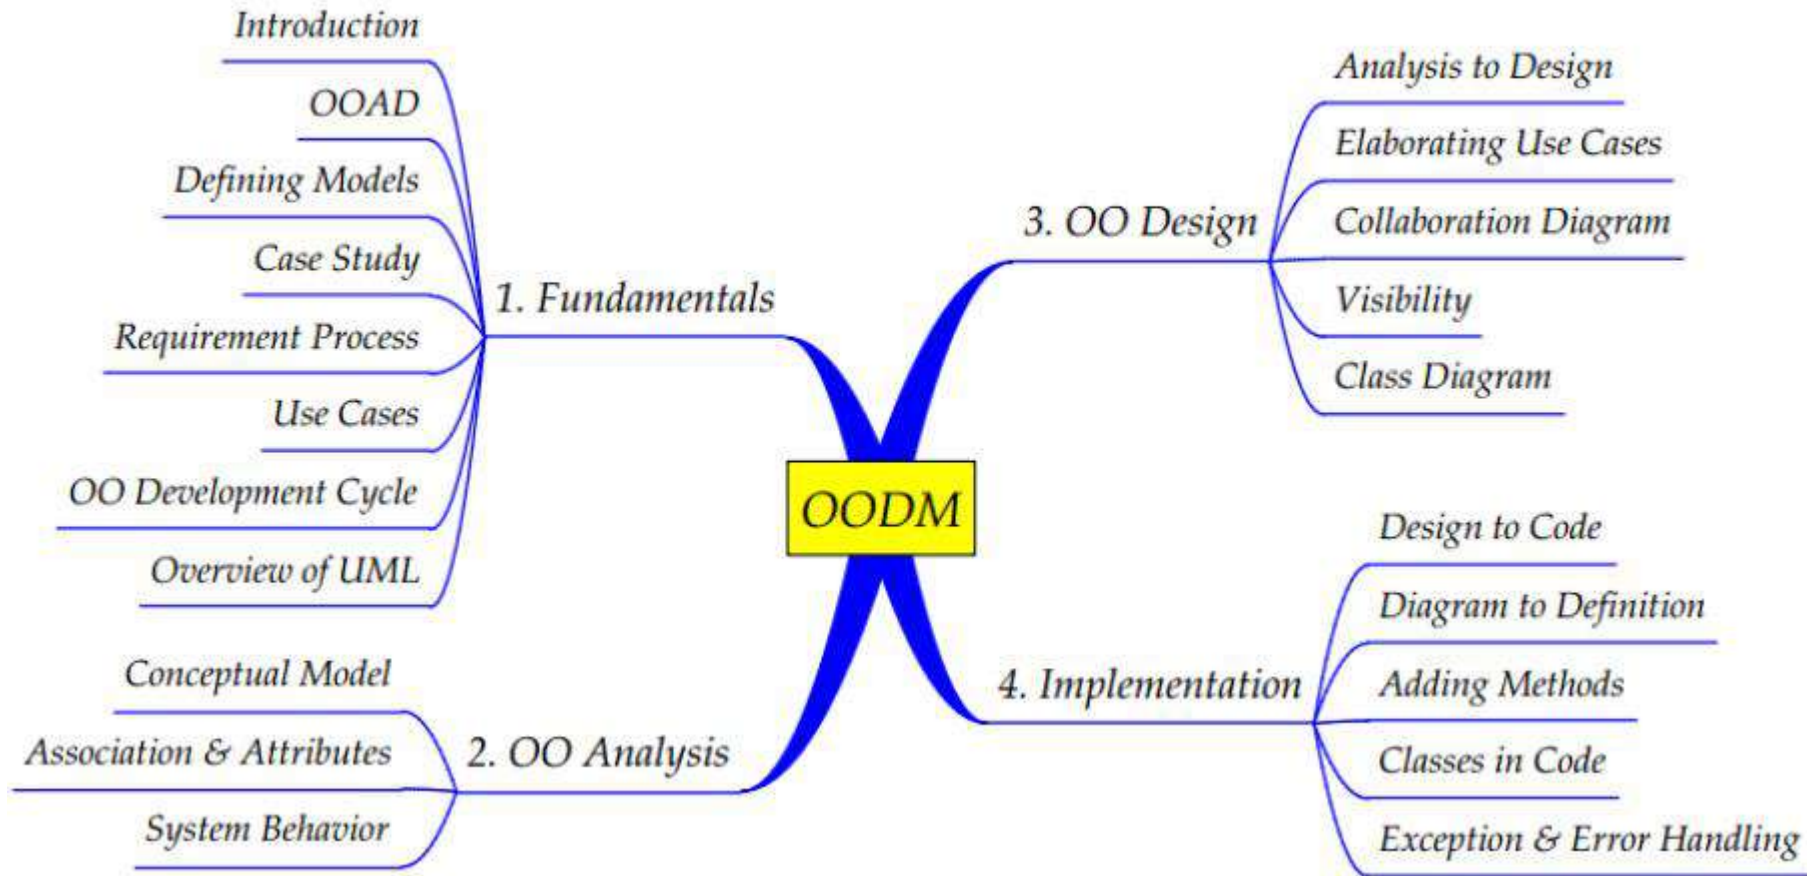 OODM
1. Fundamentals
Introduction
OOAD
Defining Models
Case Study
Requirement Process
Use Cases
OO Development Cycle
Overview of UML
2. OO Analysis
Conceptual Model
Association & Attributes
System Behavior
3. OO Design
Analysis to Design
Elaborating Use Cases
Collaboration Diagram
Visibility
Class Diagram
4. Implementation
Design to Code
Diagram to Definition
Adding Methods
Classes in Code
Exception & Error Handling